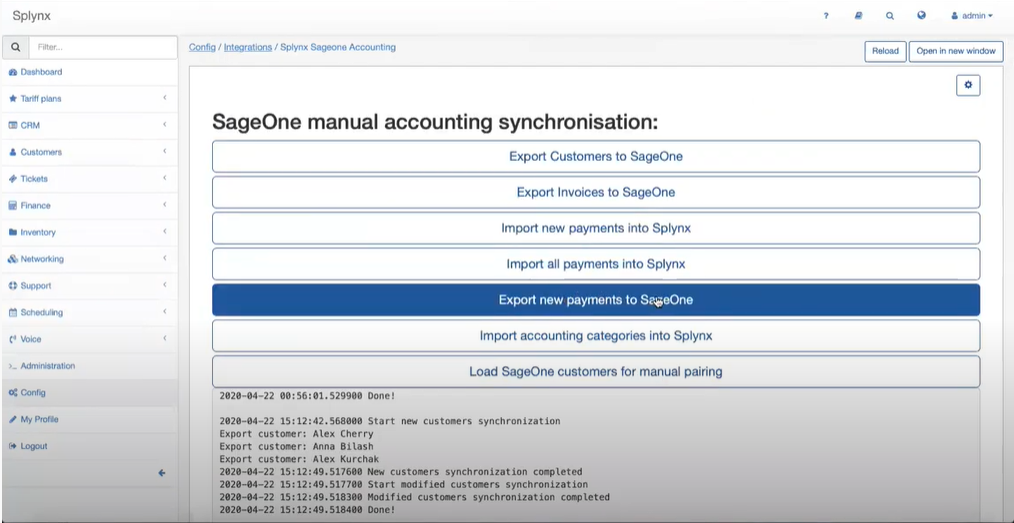 Splynx
?
admin
Filter...
Config / Integrations / Splynx Sageone Accounting
Reload
Open in new window
Dashboard
Tariff plans
CRM
Customers
Tickets
Finance
Inventory
Networking
Support
Scheduling
Voice
Administration
Config
My Profile
Logout
SageOne manual accounting synchronisation:
Export Customers to SageOne
Export Invoices to SageOne
Import new payments into Splynx
Import all payments into Splynx
Export new payments to SageOne
Import accounting categories into Splynx
Load SageOne customers for manual pairing
2020-04-22 00:56:01.529900 Done!
2020-04-22 15:12:42.568000 Start new customers synchronization
Export customer: Alex Cherry
Export customer: Anna Bilash
Export customer: Alex Kurchak
2020-04-22 15:12:49.517600 New customers synchronization completed
2020-04-22 15:12:49.517700 Start modified customers synchronization
2020-04-22 15:12:49.518300 Modified customers synchronization completed
2020-04-22 15:12:49.518400 Done!